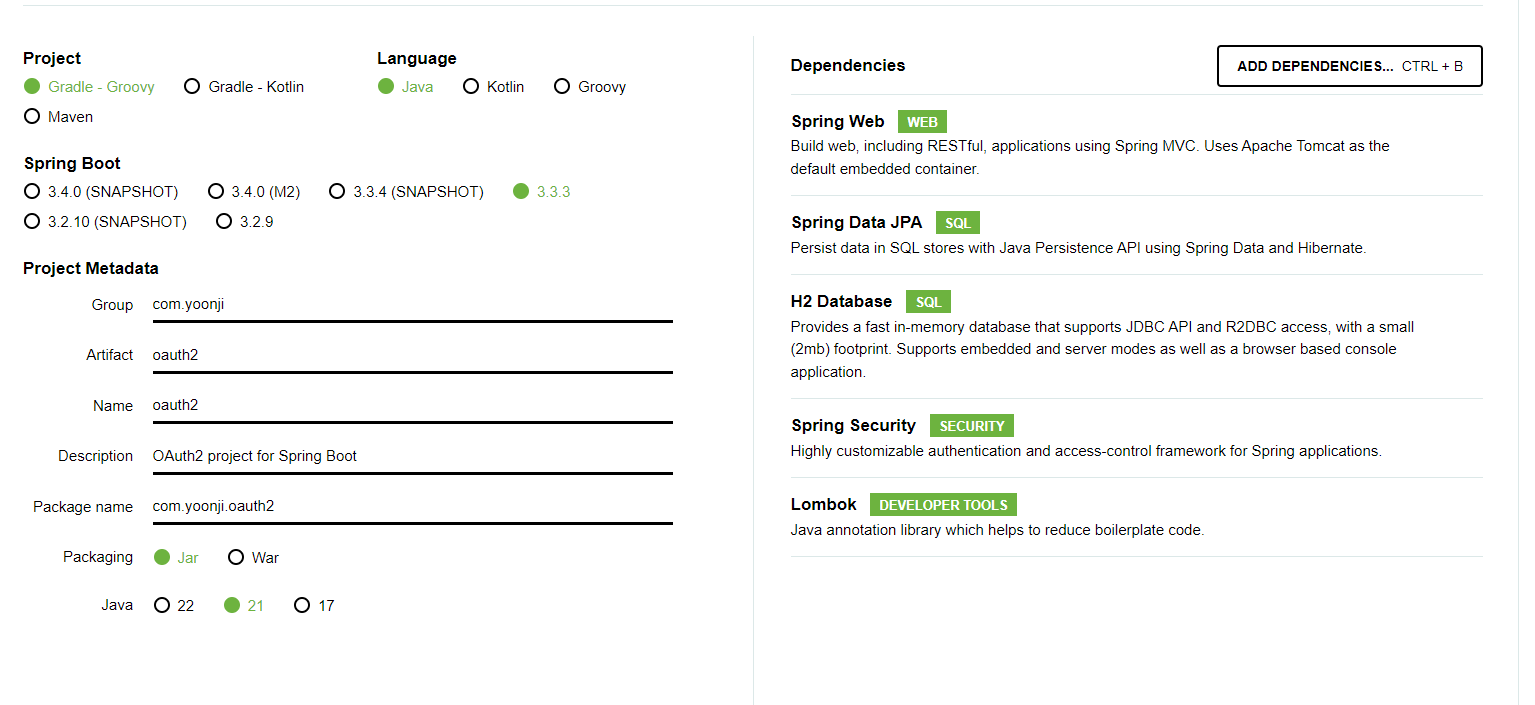 Project
Gradle - Groovy Gradle - Kotlin
Maven
Language
Java Kotlin Groovy
Spring Boot
3.4.0 (SNAPSHOT) 3.4.0 (M2) 3.3.4 (SNAPSHOT) 3.3.3
3.2.10 (SNAPSHOT) 3.2.9
Project Metadata
Group com.yoonji
Artifact oauth2
Name oauth2
Description OAuth2 project for Spring Boot
Package name com.yoonji.oauth2
Packaging Jar War
Java 22 21 17
Dependencies
ADD DEPENDENCIES... CTRL + B
Spring Web WEB
Build web, including RESTful, applications using Spring MVC. Uses Apache Tomcat as the
default embedded container.
Spring Data JPA SQL
Persist data in SQL stores with Java Persistence API using Spring Data and Hibernate.
H2 Database SQL
Provides a fast in-memory database that supports JDBC API and R2DBC access, with a small
(2mb) footprint. Supports embedded and server modes as well as a browser based console
application.
Spring Security SECURITY
Highly customizable authentication and access-control framework for Spring applications.
Lombok DEVELOPER TOOLS
Java annotation library which helps to reduce boilerplate code.